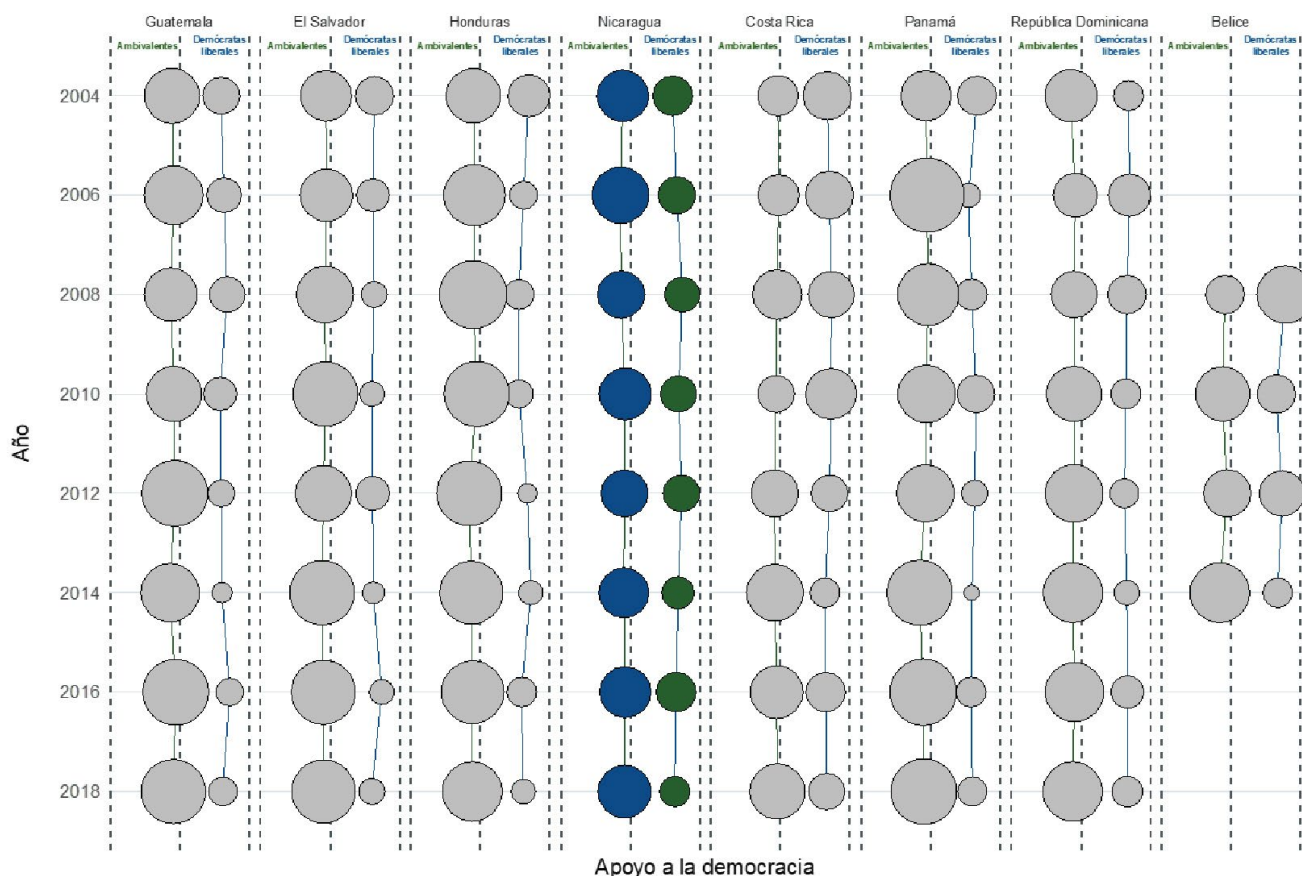 Guatemala El Salvador Honduras Nicaragua Costa Rica Panamá República Dominicana Belice
Ambivalentes Demócratas liberales Ambivalentes Demócratas liberales Ambivalentes Demócratas liberales Ambivalentes Demócratas liberales Ambivalentes Demócratas liberales Ambivalentes Demócratas liberales Ambivalentes Demócratas liberales Ambivalentes Demócratas liberales
2004
2006
2008
2010
2012
2014
2016
2018
Año
Apoyo a la democracia